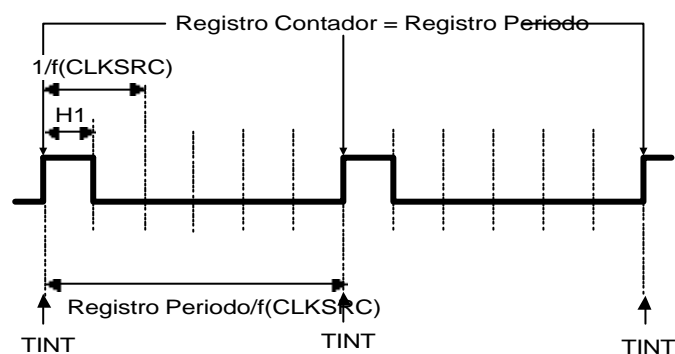 Registro Contador = Registro Periodo
1/f(CLKSRC)
H1
Registro Periodo/f(CLKSRC)
TINT
TINT
TINT